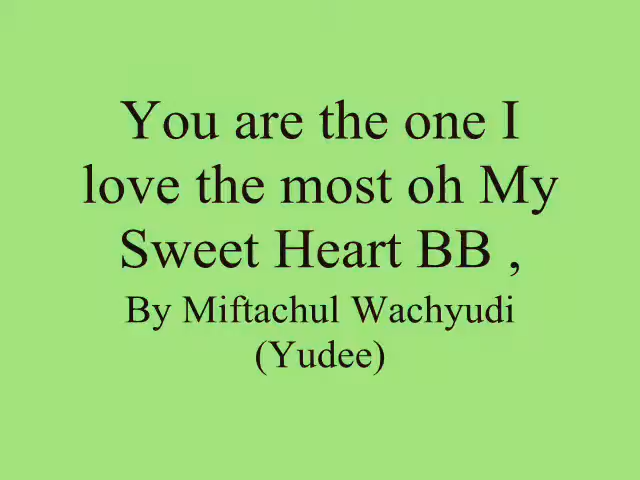 You are the one I
love the most oh My
Sweet Heart BB ,
By Miftachul Wachyudi
(Yudee)